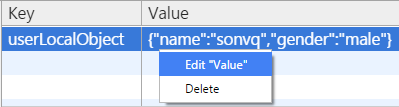 Key Value
userLocalObject {"name":"sonvq","gender":"male"}
Edit "Value"
Delete